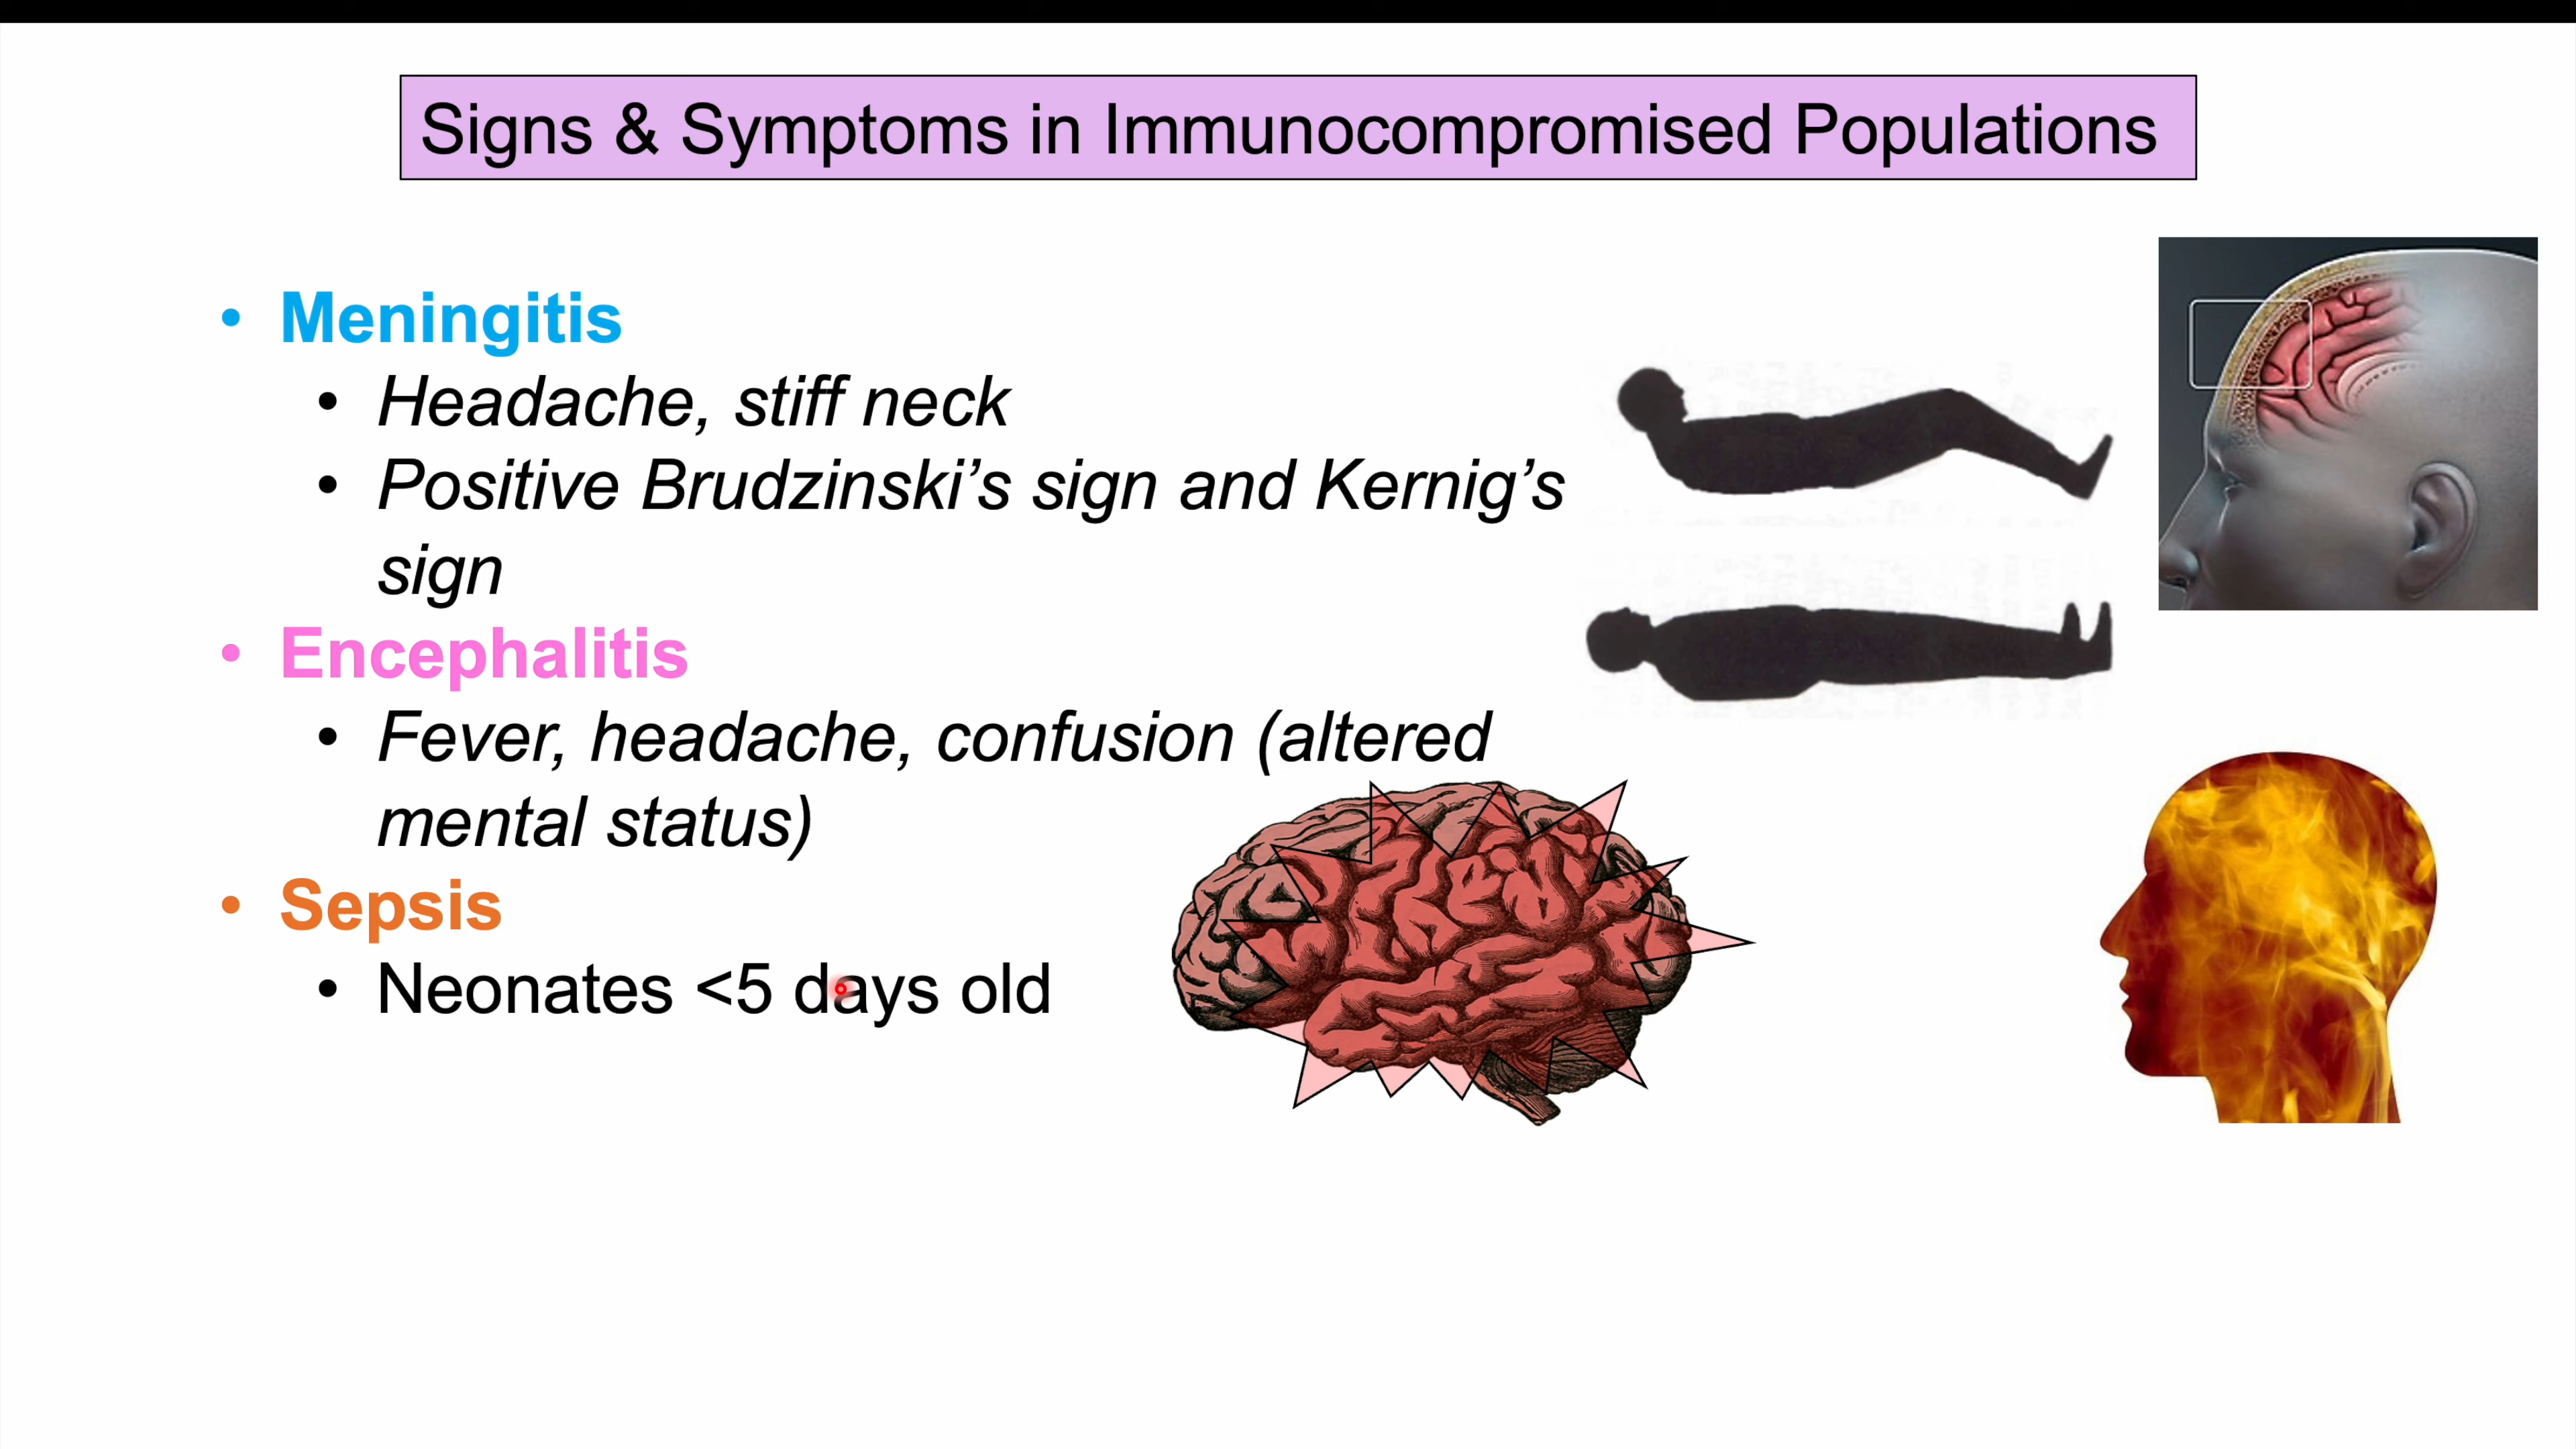 Signs & Symptoms in Immunocompromised Populations
• Meningitis
• Headache, stiff neck
• Positive Brudzinski’s sign and Kernig’s
sign
• Encephalitis
• Fever, headache, confusion (altered
mental status)
• Sepsis
• Neonates <5 days old